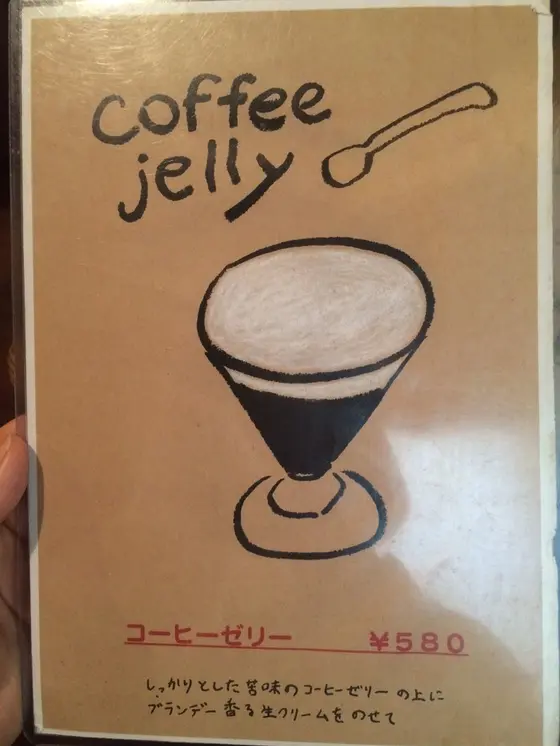 coffee
jelly
コーヒーゼリー ¥580
しっかりとした苦味のコーヒーゼリーの上に
ブランデー香る生クリームをのせて